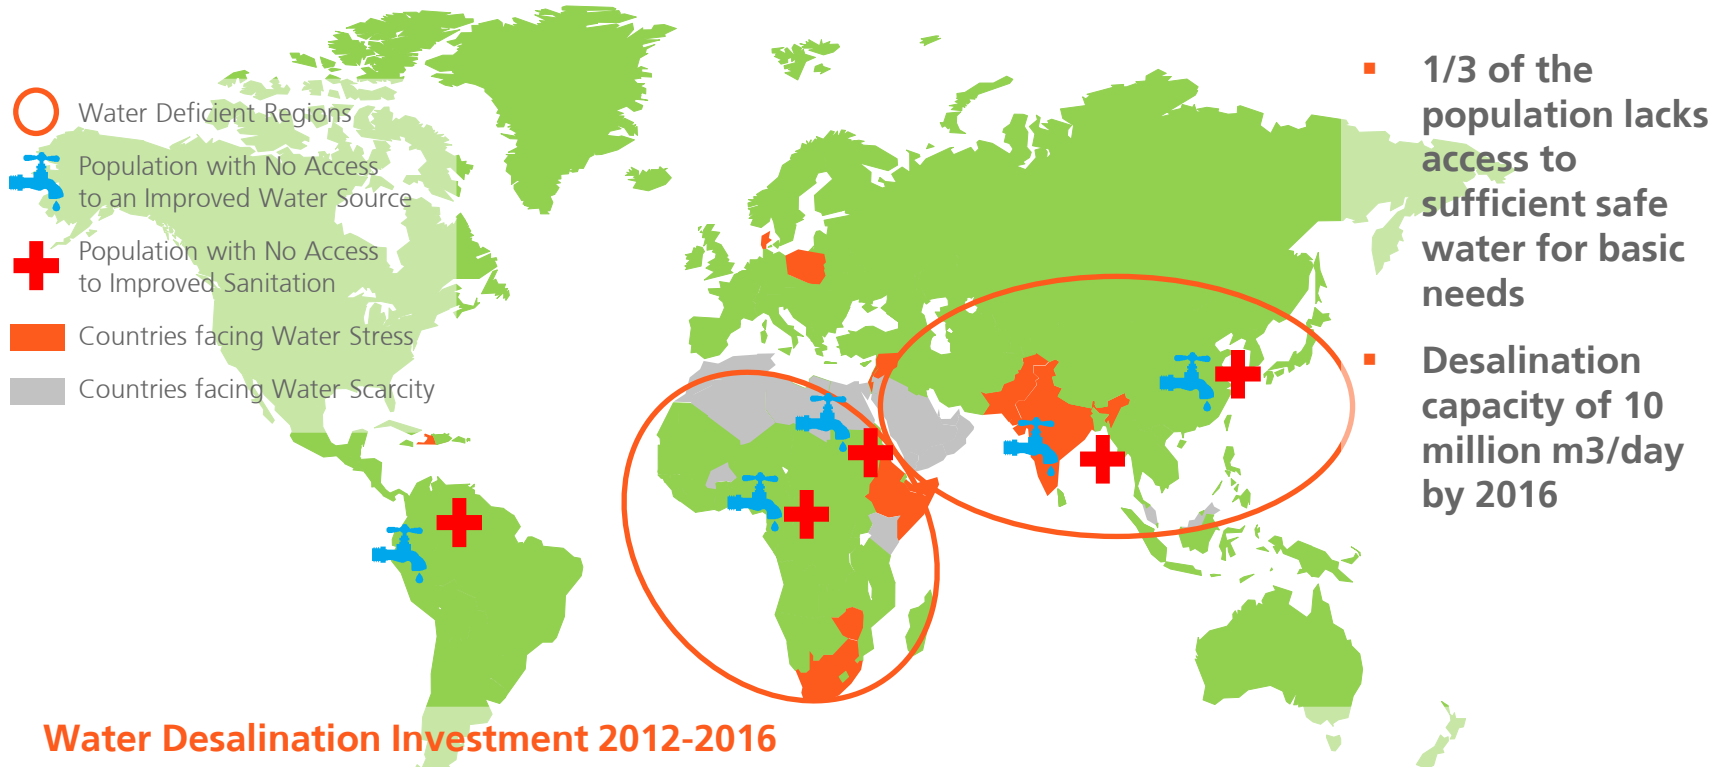 Water Deficient Regions
Population with No Access
to an Improved Water Source
Population with No Access
to Improved Sanitation
Countries facing Water Stress
Countries facing Water Scarcity
Water Desalination Investment 2012-2016
▪ 1/3 of the
population lacks
access to
sufficient safe
water for basic
needs
▪ Desalination
capacity of 10
million m3/day
by 2016